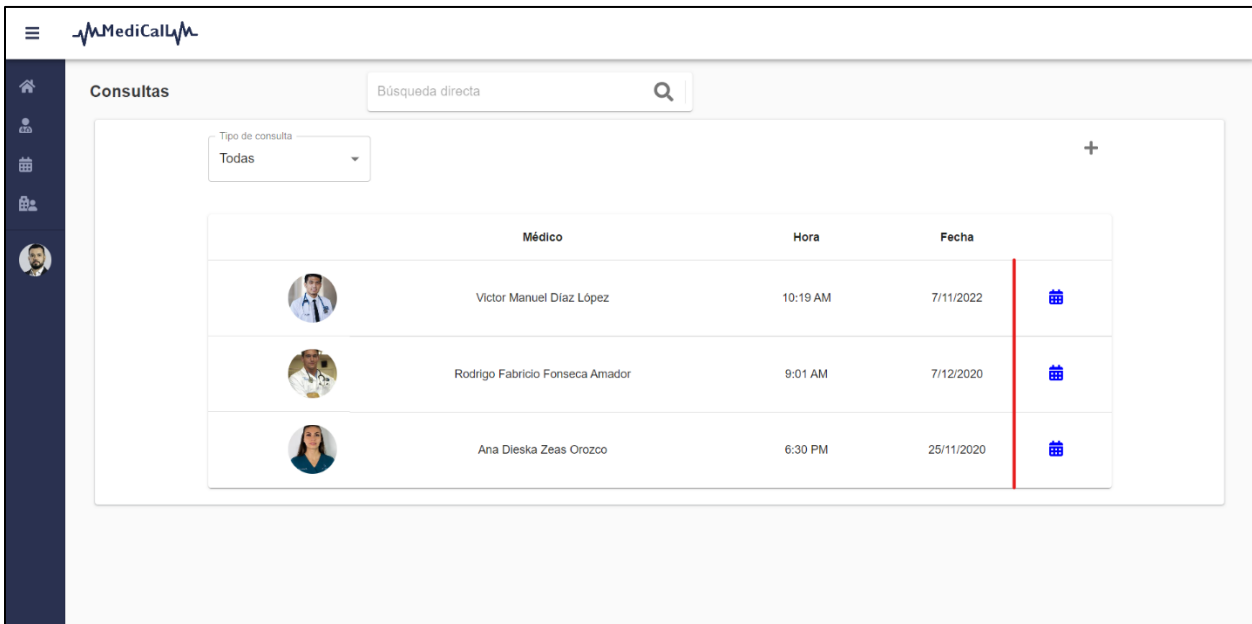 MediCall
Consultas
Búsqueda directa
Tipo de consulta
Todas
Médico Hora Fecha
Victor Manuel Díaz López 10:19 AM 7/11/2022
Rodrigo Fabricio Fonseca Amador 9:01 AM 7/12/2020
Ana Dieska Zeas Orozco 6:30 PM 25/11/2020